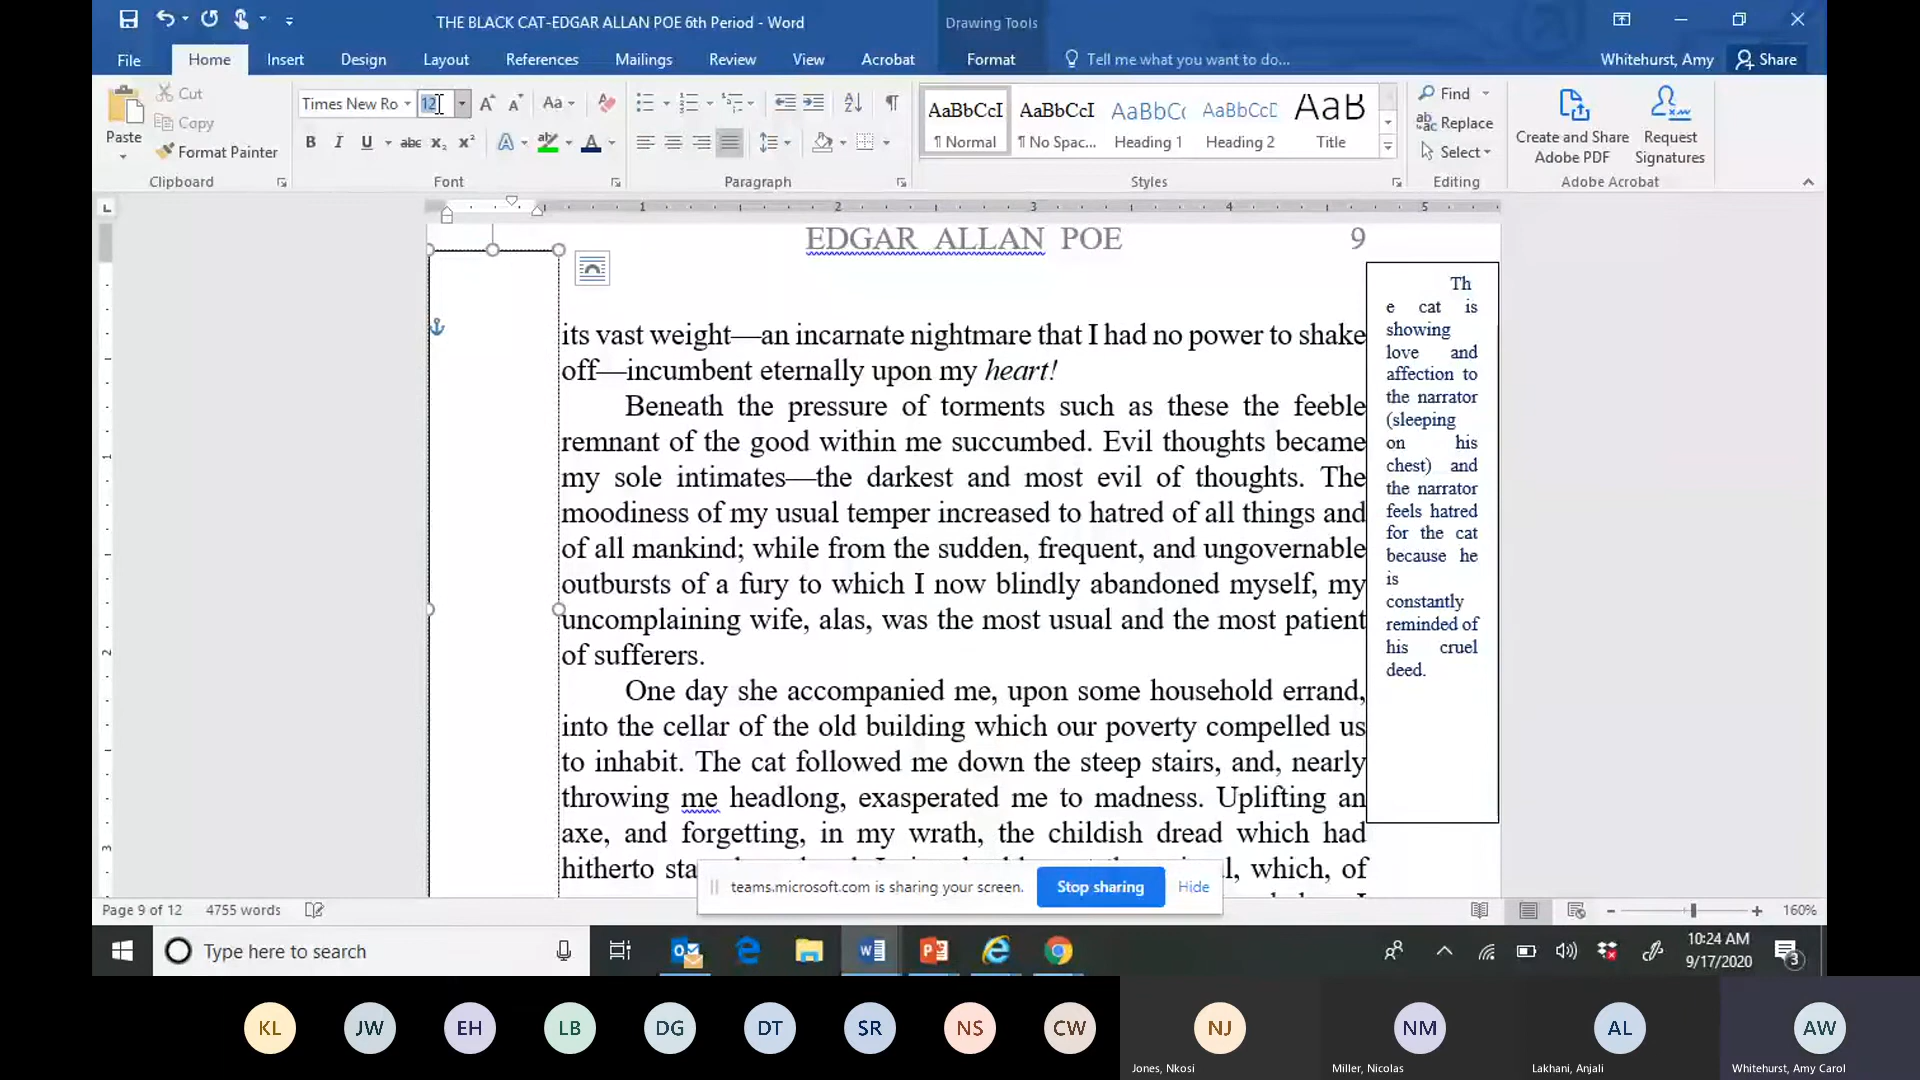 THE BLACK CAT-EDGAR ALLAN POE 6th Period - Word
Drawing Tools
File Home Insert Design Layout References Mailings Review View Acrobat Format Tell me what you want to do... Whitehurst, Amy Share
Paste
Cut
Copy
Format Painter
Clipboard
Times New Ro 12
Font
Paragraph
AaBbCcI AaBbCcI AaBbCc AaBbCcD AaB
¶ Normal ¶ No Spac... Heading 1 Heading 2 Title
Styles
Find
Replace
Select
Editing
Create and Share
Adobe PDF
Request
Signatures
Adobe Acrobat
1 2 3 4 5
EDGAR ALLAN POE 9
its vast weight—an incarnate nightmare that I had no power to shake
off—incumbent eternally upon my heart!
Beneath the pressure of torments such as these the feeble
remnant of the good within me succumbed. Evil thoughts became
my sole intimates—the darkest and most evil of thoughts. The
moodiness of my usual temper increased to hatred of all things and
of all mankind; while from the sudden, frequent, and ungovernable
outbursts of a fury to which I now blindly abandoned myself, my
uncomplaining wife, alas, was the most usual and the most patient
of sufferers.
One day she accompanied me, upon some household errand,
into the cellar of the old building which our poverty compelled us
to inhabit. The cat followed me down the steep stairs, and, nearly
throwing me headlong, exasperated me to madness. Uplifting an
axe, and forgetting, in my wrath, the childish dread which had
hitherto which, of
Th
e cat is
showing
love and
affection to
the narrator
(sleeping
on his
chest) and
the narrator
feels hatred
for the cat
because he
is
constantly
reminded of
his cruel
deed.
1
2
3
teams.microsoft.com is sharing your screen. Stop sharing Hide
Page 9 of 12 4755 words 160%
Type here to search
10:24 AM
9/17/2020
3
KL JW EH LB DG DT SR NS CW NJ NM AL AW
Jones, Nkosi Miller, Nicolas Lakhani, Anjali Whitehurst, Amy Carol